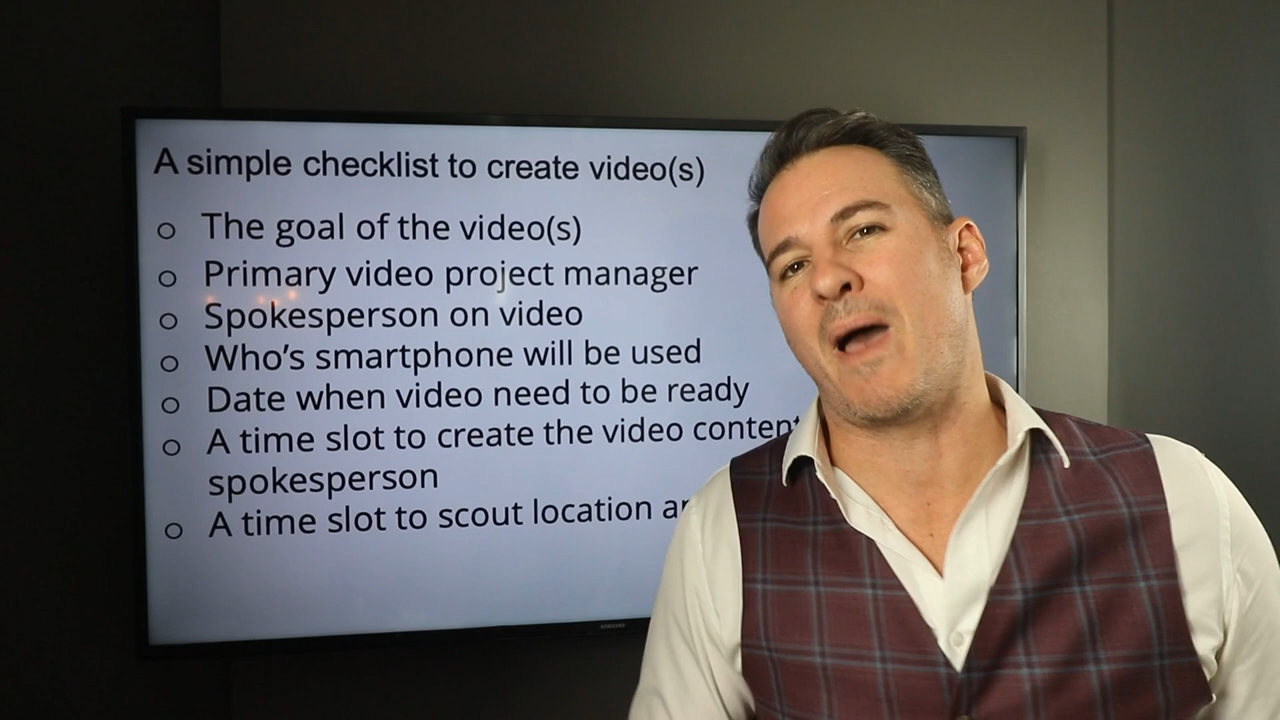 A simple checklist to create video(s)
The goal of the video(s)
Primary video project manager
Spokesperson on video
Who's smartphone will be used
Date when video need to be ready
A time slot to create the video content
spokesperson
A time slot to scout location
SAMSUNG